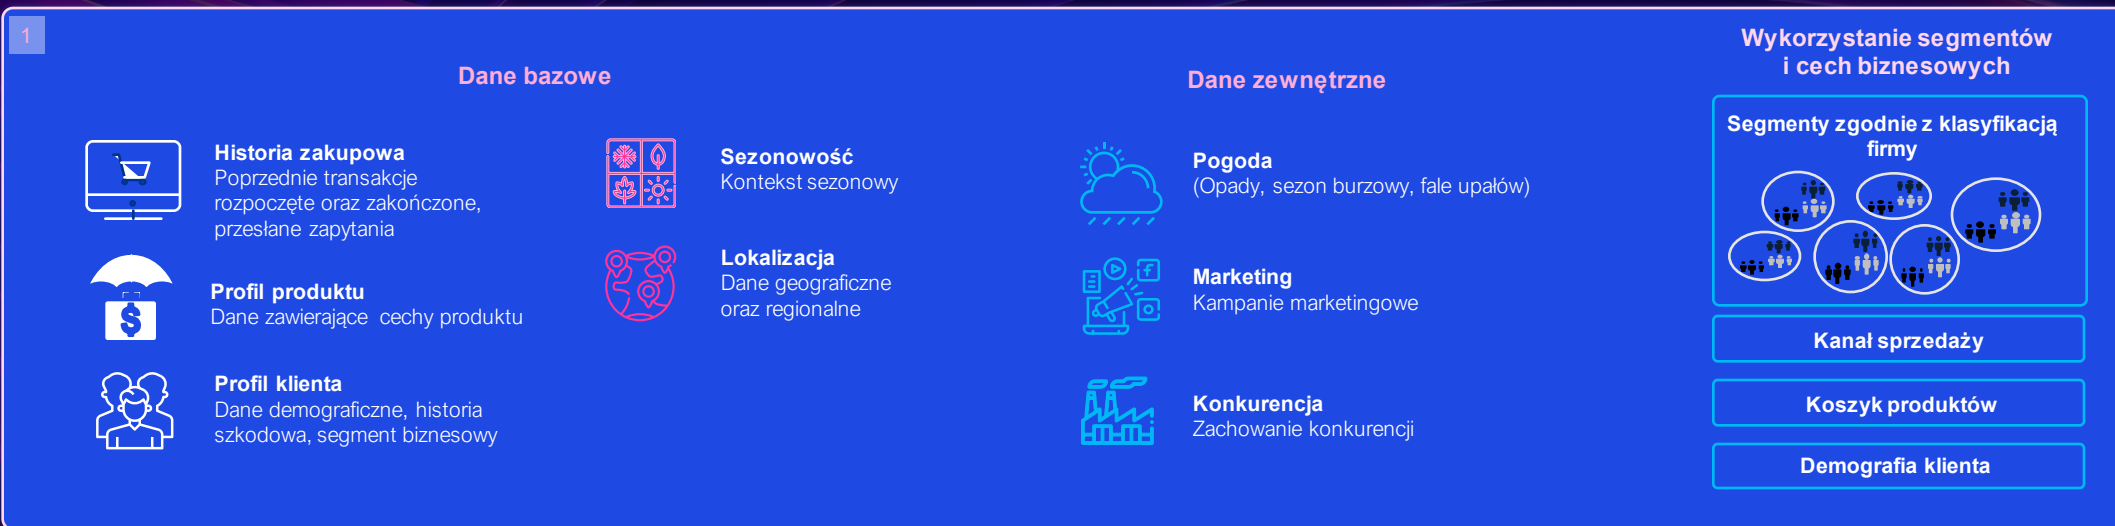 1
Dane bazowe
Historia zakupowa
Poprzednie transakcje
rozpoczęte oraz zakończone,
przesłane zapytania
Profil produktu
Dane zawierające cechy produktu
Profil klienta
Dane demograficzne, historia
szkodowa, segment biznesowy
Sezonowość
Kontekst sezonowy
Lokalizacja
Dane geograficzne
oraz regionalne
Dane zewnętrzne
Pogoda
(Opady, sezon burzowy, fale upałów)
Marketing
Kampanie marketingowe
Konkurencja
Zachowanie konkurencji
Wykorzystanie segmentów
i cech biznesowych
Segmenty zgodnie z klasyfikacją
firmy
Kanał sprzedaży
Koszyk produktów
Demografia klienta